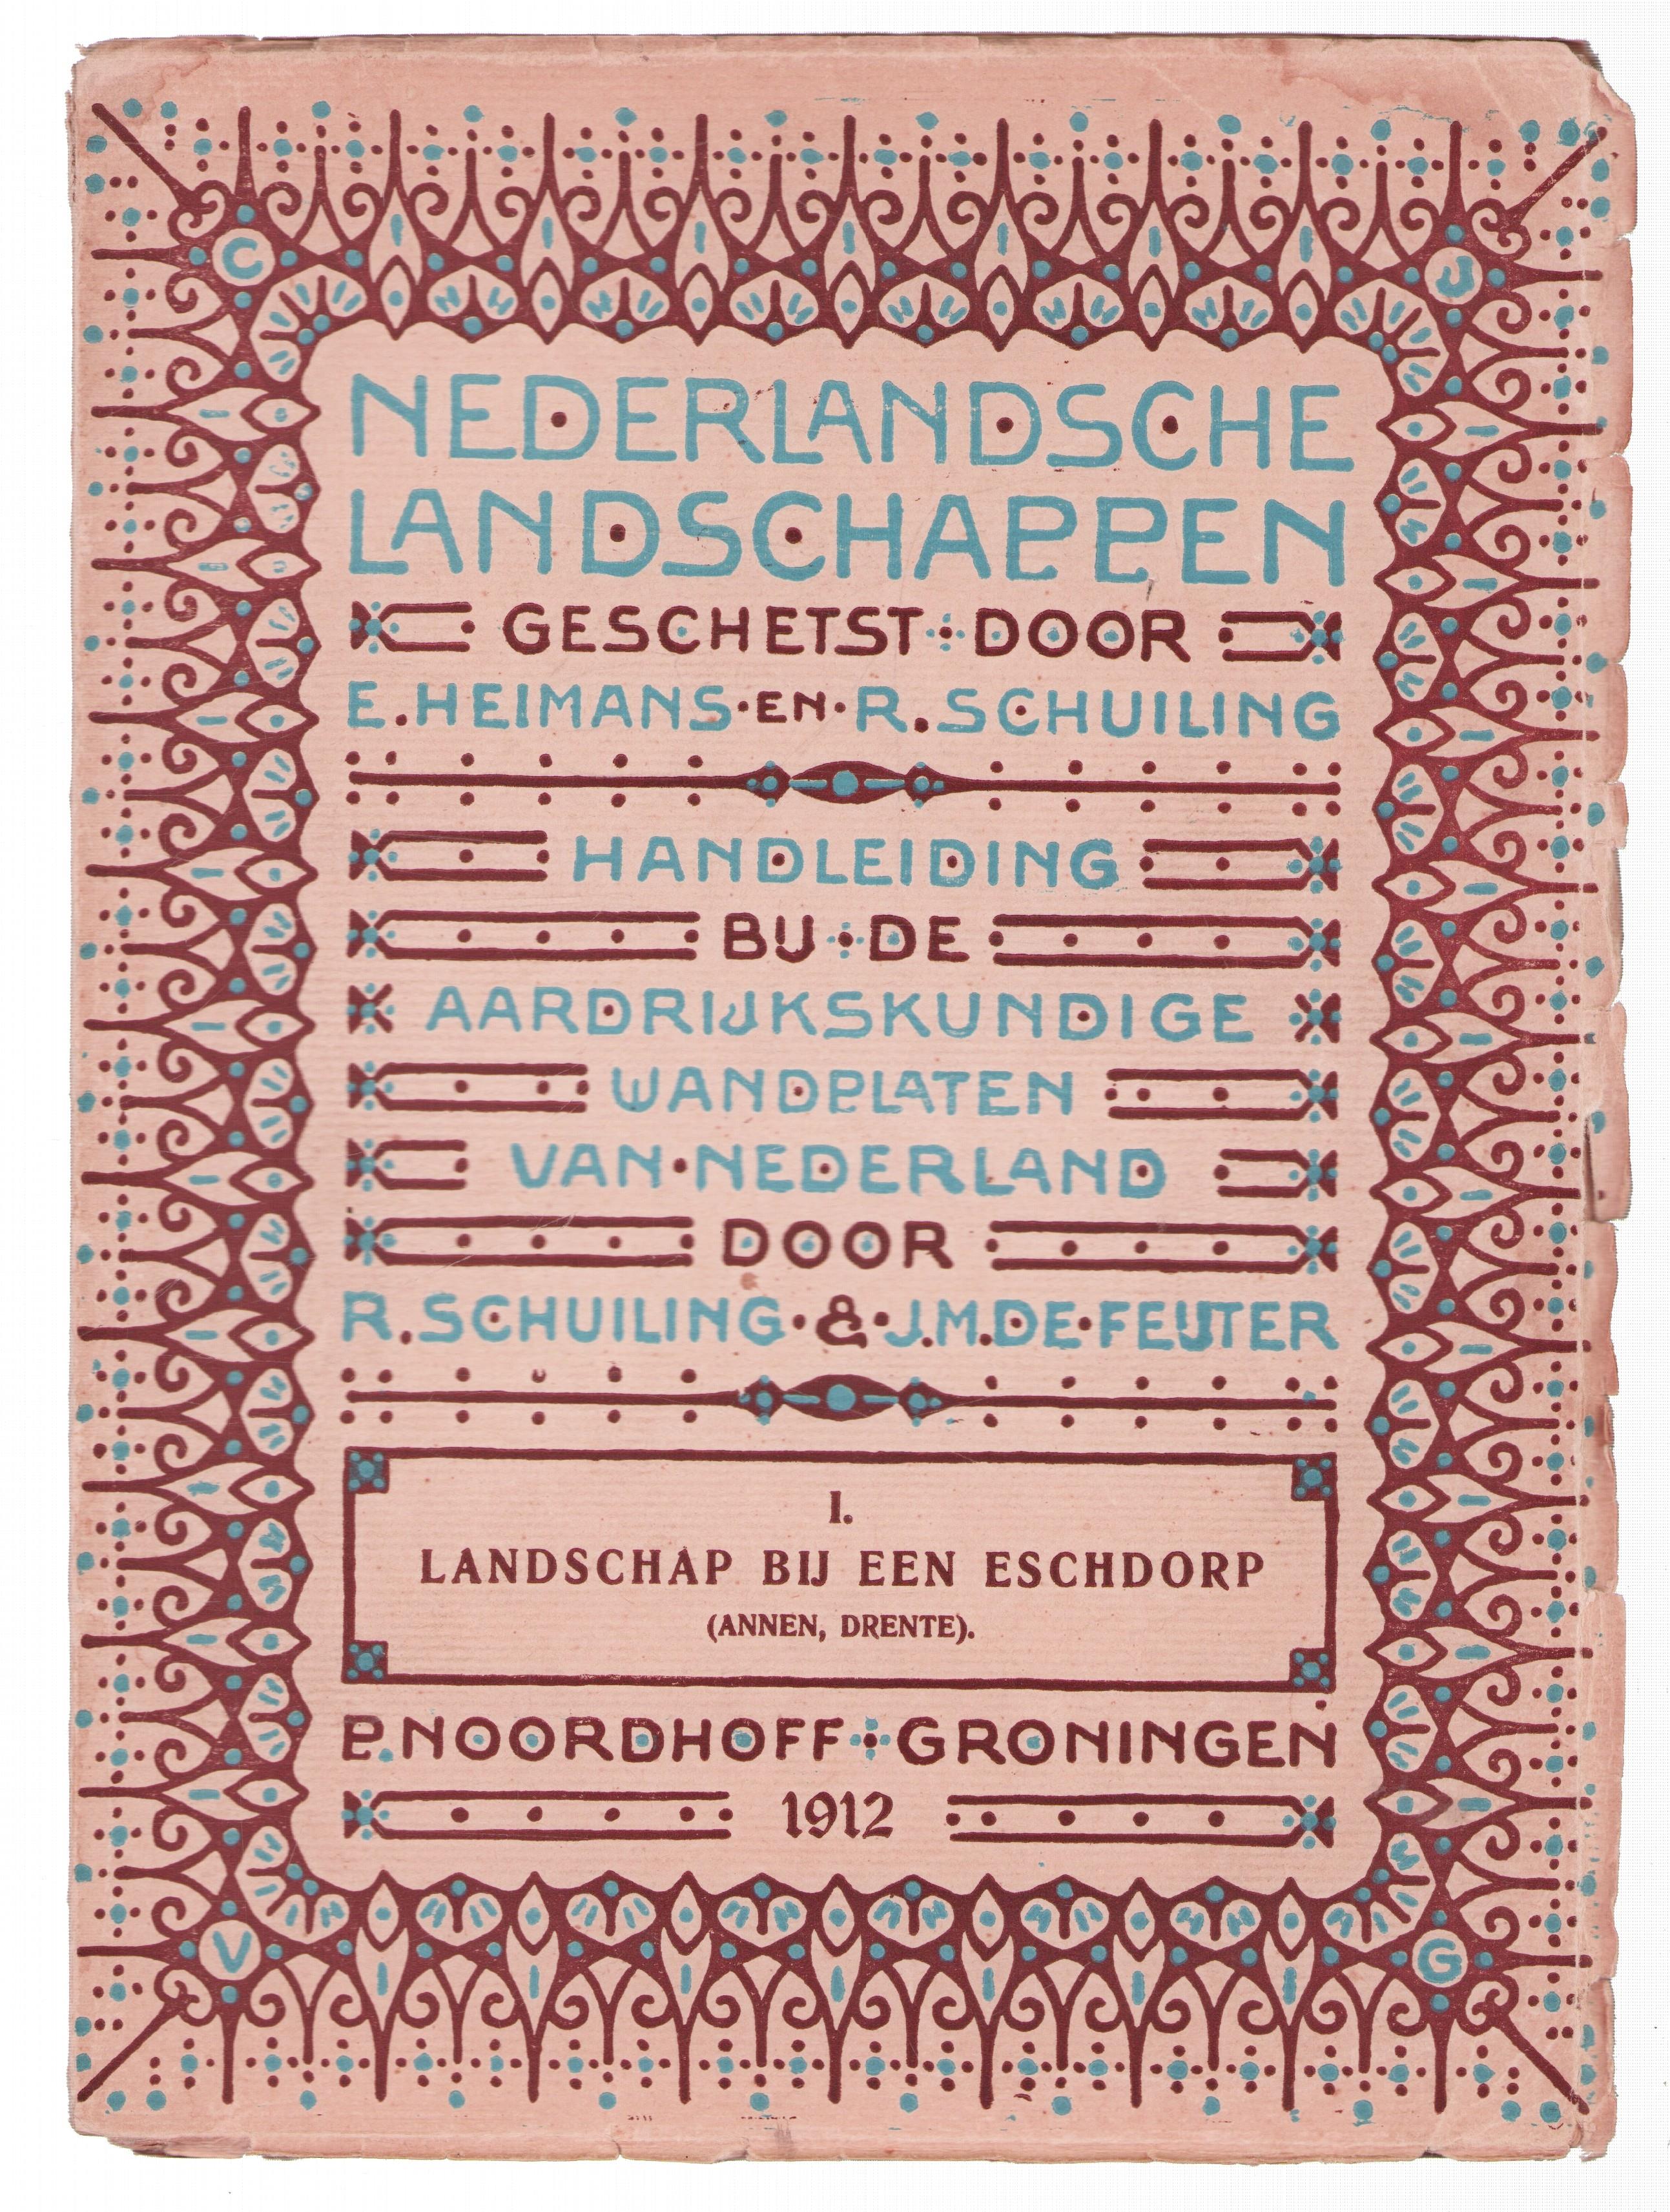 C J
NEDERLANDSCHE
LANDSCHAPPEN
GESCHETST DOOR
E. HEIMANS · EN · R. SCHUILING
HANDLEIDING
BIJ DE
AARDRIJKSKUNDIGE
WANDPLATEN
VAN · NEDERLAND
DOOR
R. SCHUILING · & · J.M. DE · FEIJTER
I.
LANDSCHAP BIJ EEN ESCHDORP
(ANNEN, DRENTE).
P. NOORDHOFF GRONINGEN
1912
V G